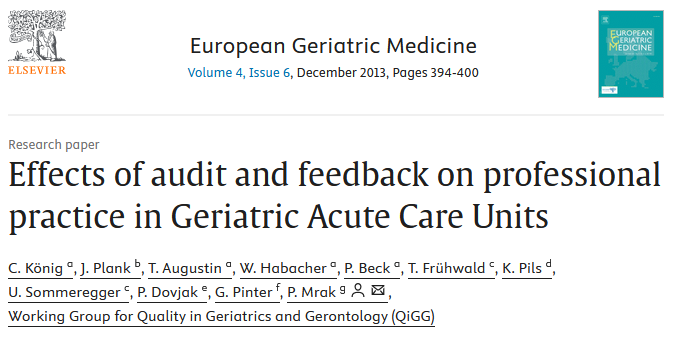 European Geriatric Medicine
Volume 4, Issue 6, December 2013, Pages 394-400
ELSEVIER
EUROPEAN
GERIATRIC
MEDICINE
Research paper
Effects of audit and feedback on professional
practice in Geriatric Acute Care Units
C. König a, J. Plank b, T. Augustin a, W. Habacher a, P. Beck a, T. Frühwald c, K. Pils d,
U. Sommeregger c, P. Dovjak e, G. Pinter f, P. Mrak g,
Working Group for Quality in Geriatrics and Gerontology (QiGG)